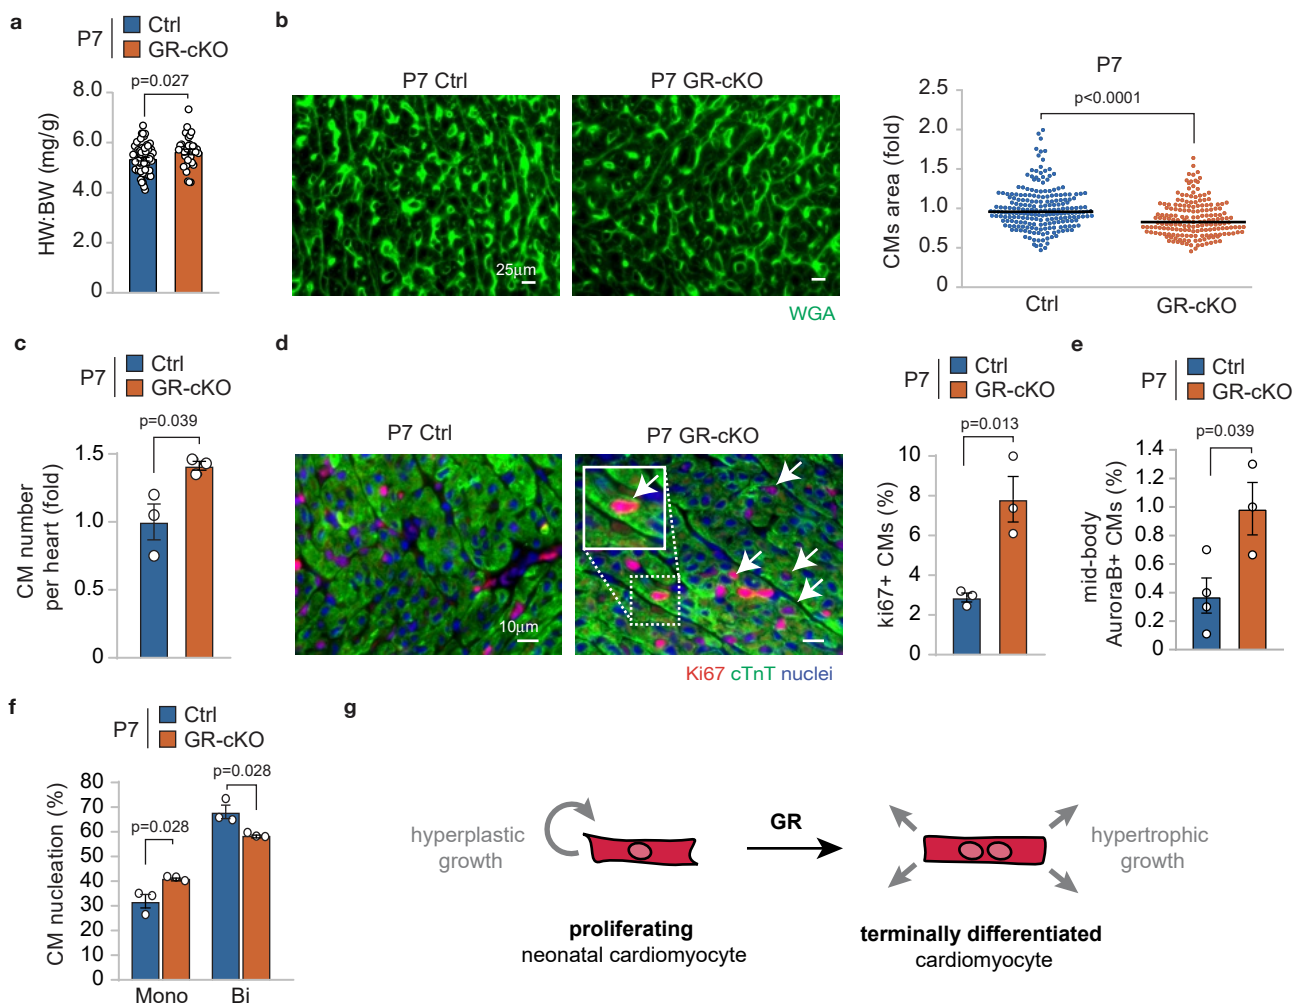 a
P7
Ctrl
GR-cKO
p=0.027
HW:BW (mg/g)
8.0
6.0
4.0
2.0
0
b
P7 Ctrl
P7 GR-cKO
25μm
WGA
P7
p<0.0001
CMs area (fold)
2.5
2.0
1.5
1.0
0.5
0
Ctrl
GR-cKO
c
P7
Ctrl
GR-cKO
p=0.039
CM number
per heart (fold)
1.5
1.0
0.5
0
d
P7 Ctrl
P7 GR-cKO
10μm
Ki67 cTnT nuclei
P7
Ctrl
GR-cKO
p=0.013
ki67+ CMs (%)
10
8
6
4
2
0
e
P7
Ctrl
GR-cKO
p=0.039
mid-body
AuroraB+ CMs (%)
1.4
1.2
1.0
0.8
0.6
0.4
0.2
0
f
P7
Ctrl
GR-cKO
p=0.028
p=0.028
CM nucleation (%)
80
70
60
50
40
30
20
10
0
Mono
Bi
g
hyperplastic
growth
GR
hypertrophic
growth
proliferating
neonatal cardiomyocyte
terminally differentiated
cardiomyocyte